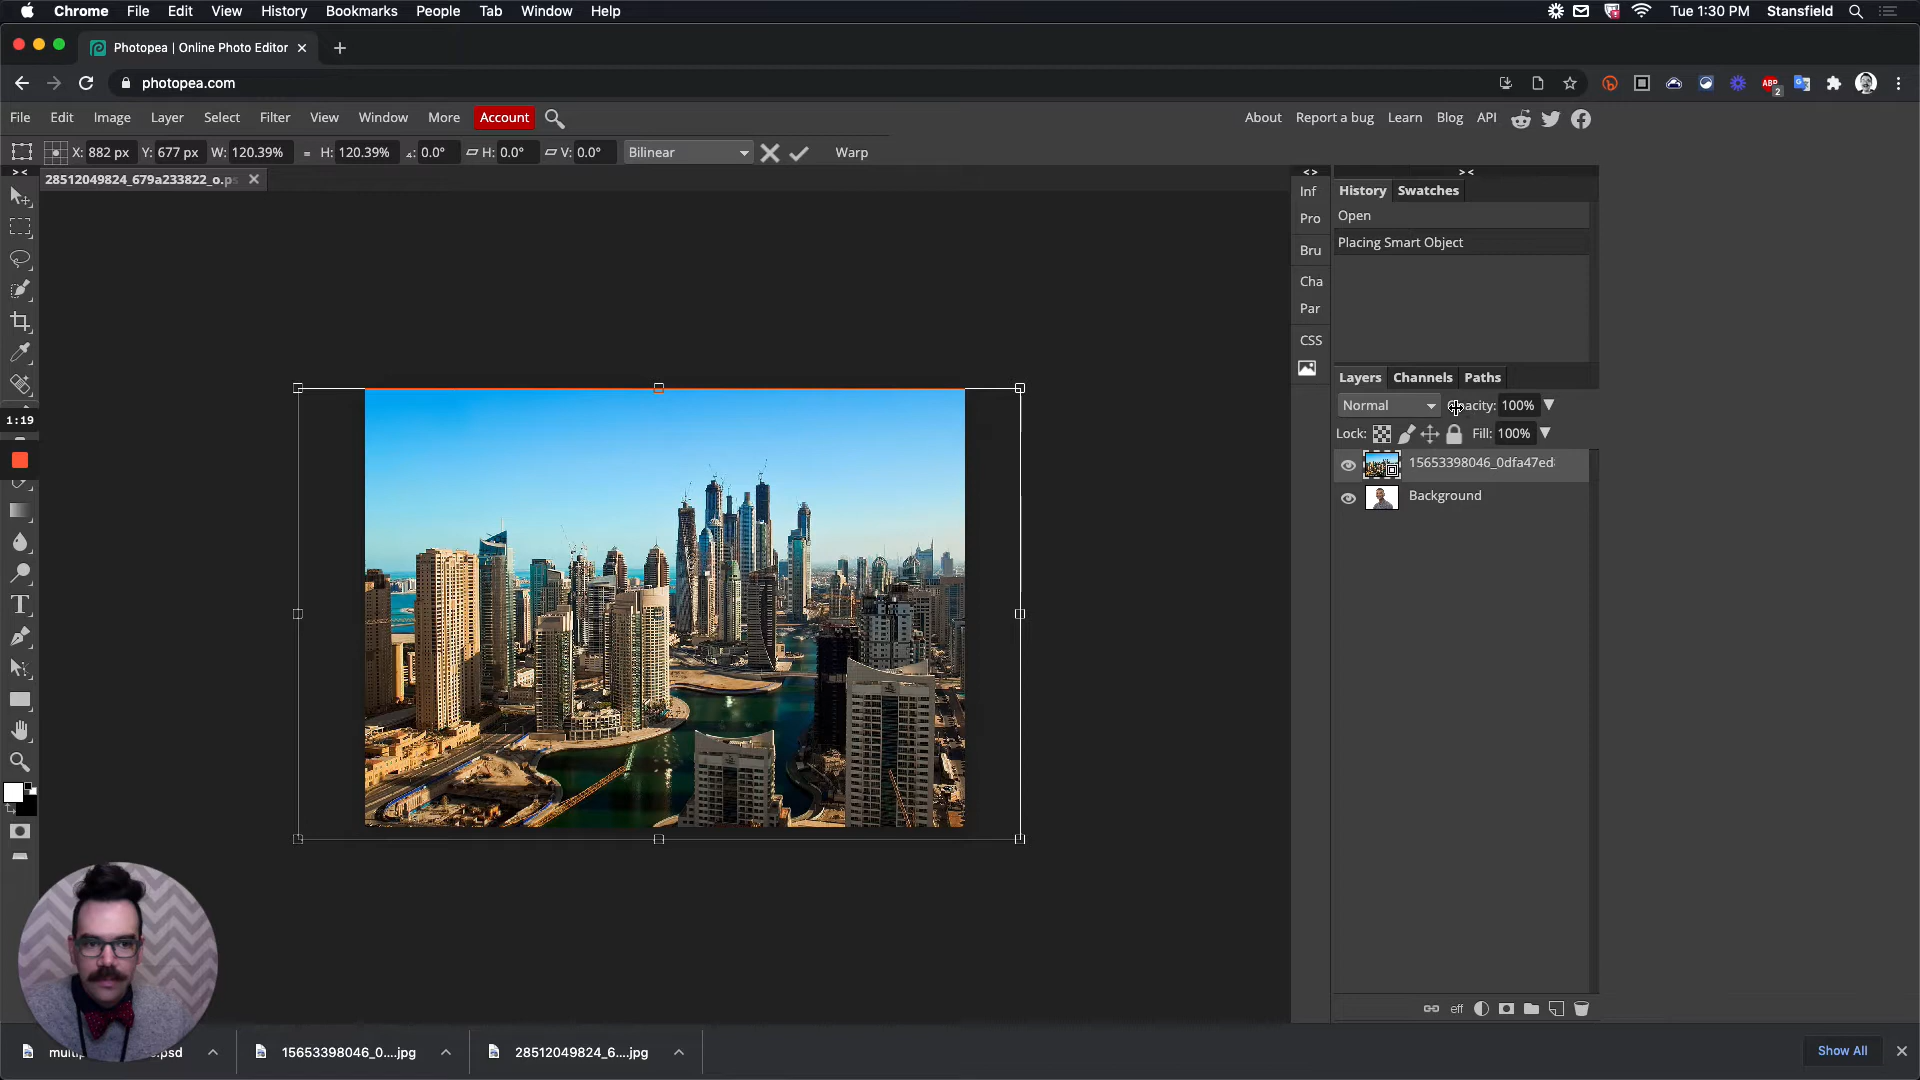 Chrome File Edit View History Bookmarks People Tab Window Help Tue 1:30 PM Stansfield
Photopea | Online Photo Editor
photopea.com
ABP 2
File Edit Image Layer Select Filter View Window More Account About Report a bug Learn Blog API
X: 882 px Y: 677 px W: 120.39% = H: 120.39% 0.0° H: 0.0° V: 0.0° Bilinear Warp
28512049824_679a233822_o.ps
Inf
Pro
Bru
Cha
Par
CSS
History Swatches
Open
Placing Smart Object
Layers Channels Paths
Normal Opacity: 100%
Lock: Fill: 100%
15653398046_0dfa47ed
Background
1:19
eff
15653398046_0....jpg 28512049824_6....jpg Show All